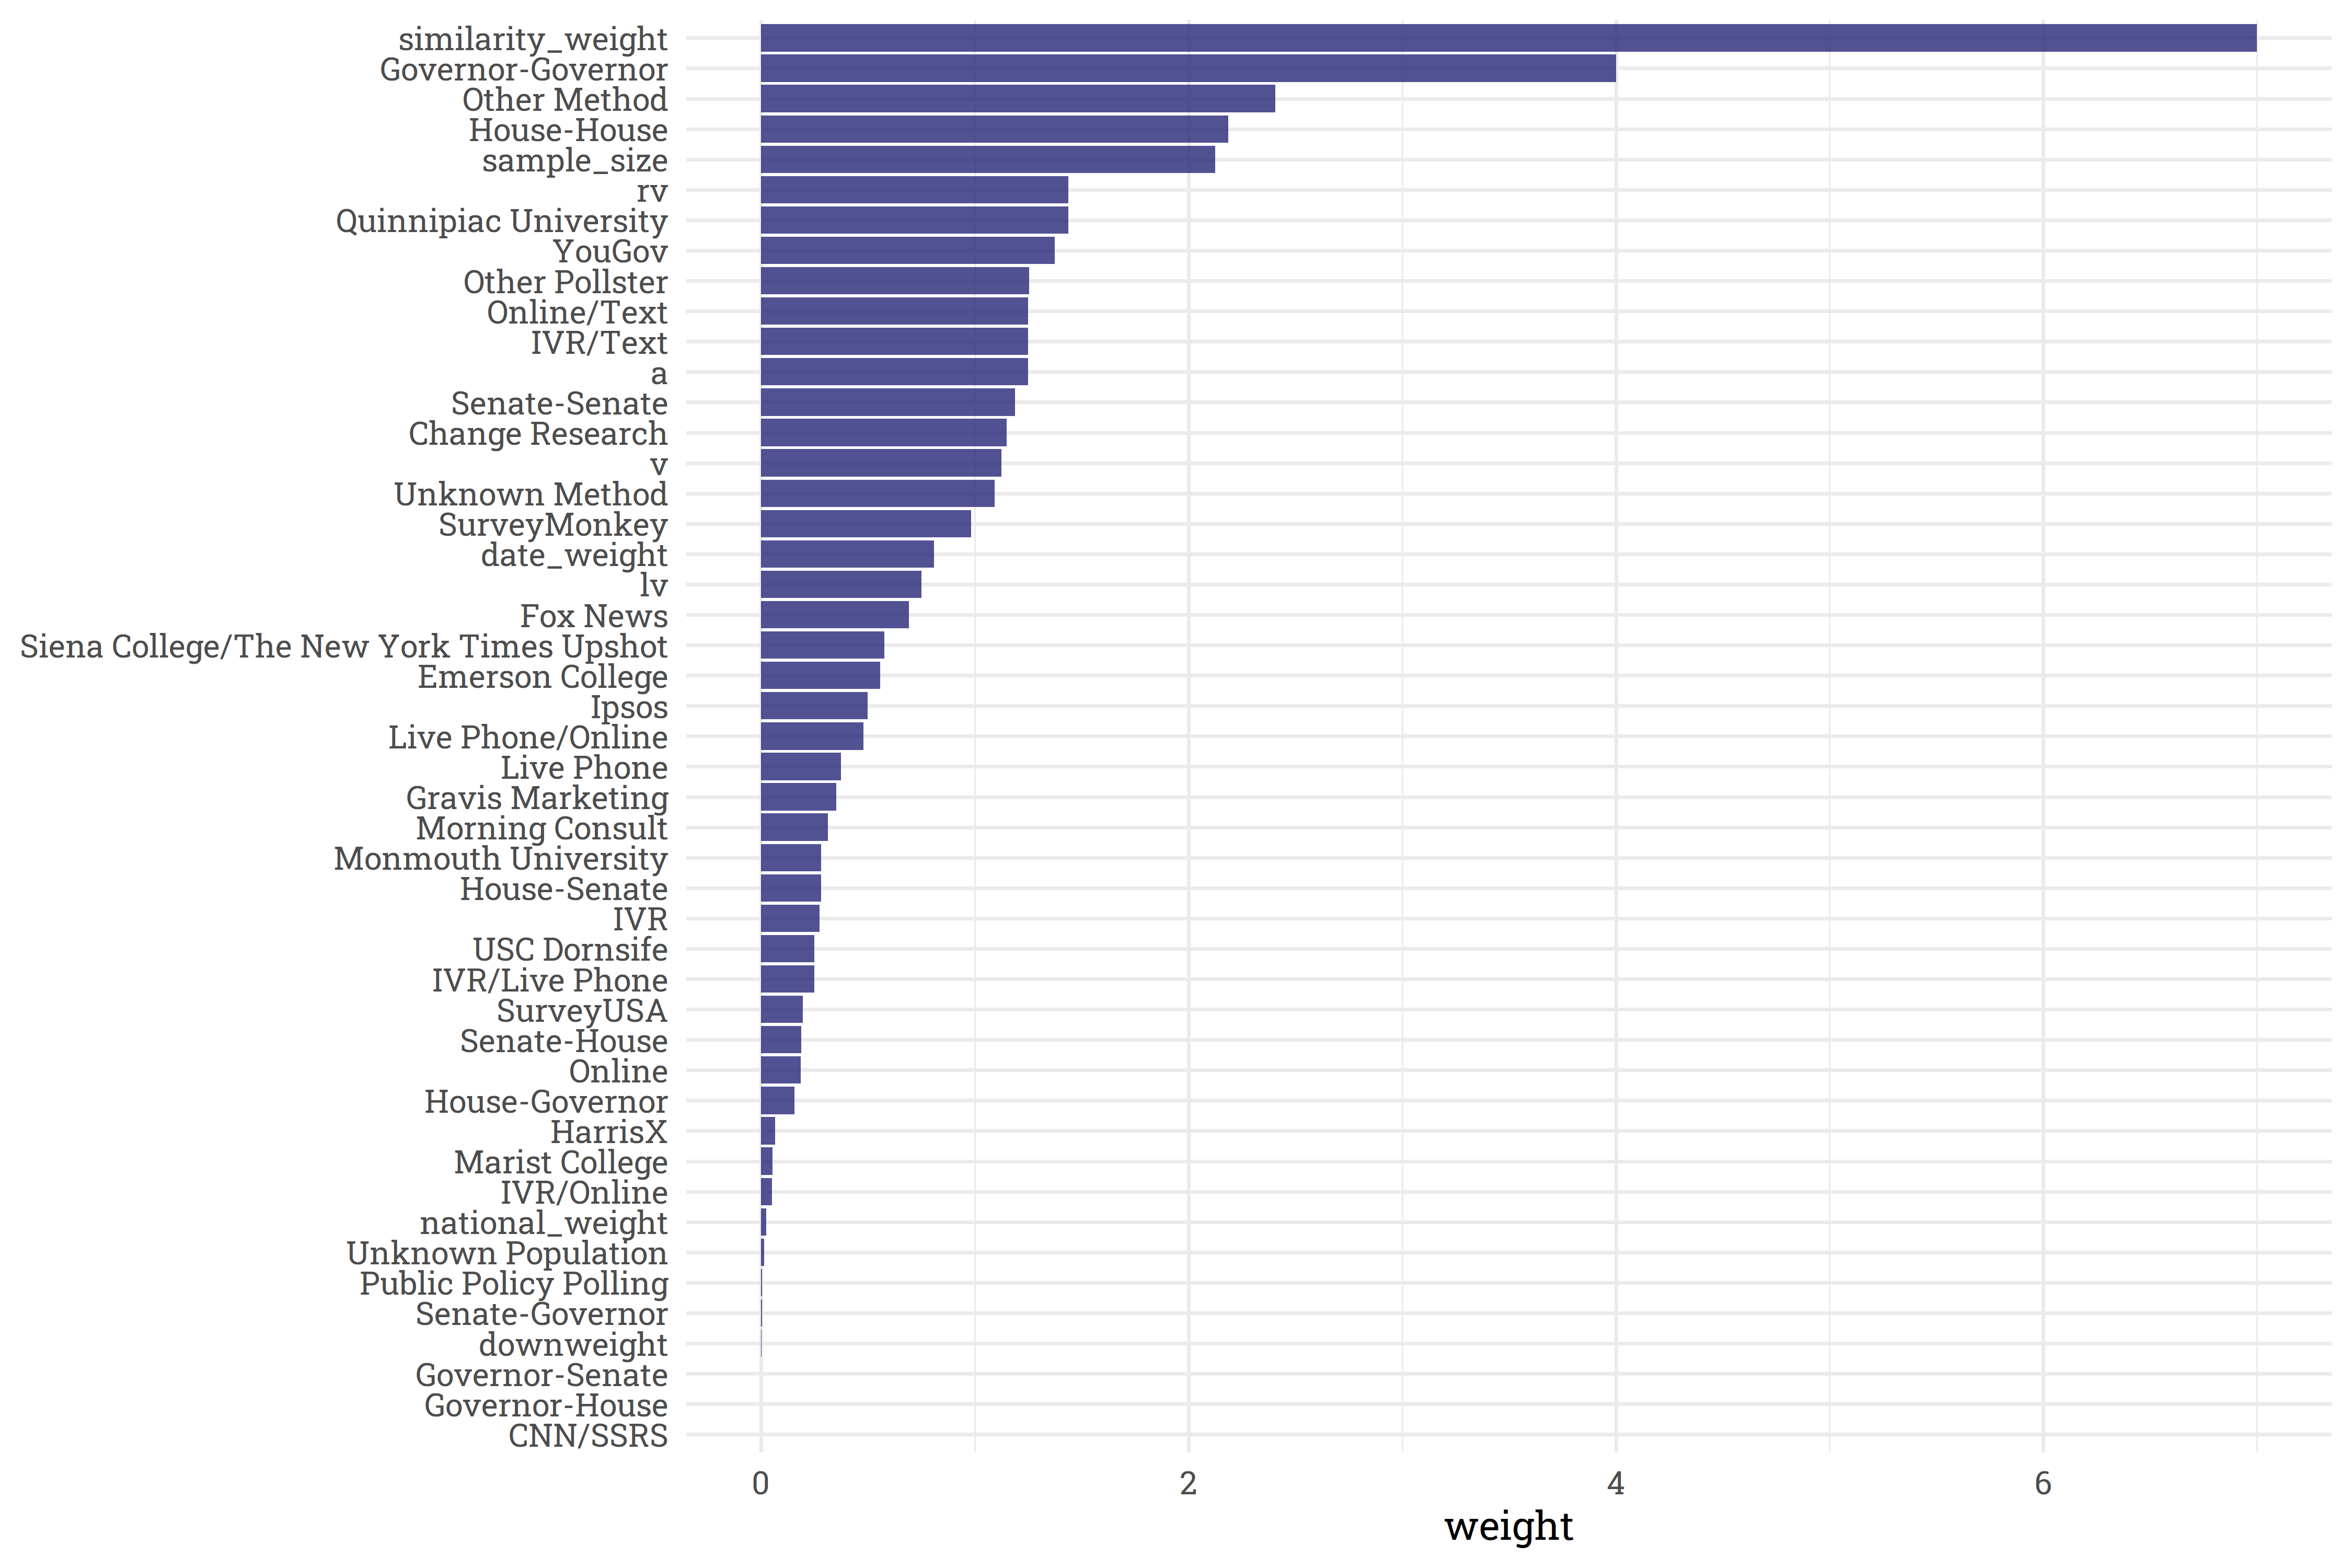 similarity_weight
Governor-Governor
Other Method
House-House
sample_size
rv
Quinnipiac University
YouGov
Other Pollster
Online/Text
IVR/Text
a
Senate-Senate
Change Research
v
Unknown Method
SurveyMonkey
date_weight
lv
Fox News
Siena College/The New York Times Upshot
Emerson College
Ipsos
Live Phone/Online
Live Phone
Gravis Marketing
Morning Consult
Monmouth University
House-Senate
IVR
USC Dornsife
IVR/Live Phone
SurveyUSA
Senate-House
Online
House-Governor
HarrisX
Marist College
IVR/Online
national_weight
Unknown Population
Public Policy Polling
Senate-Governor
downweight
Governor-Senate
Governor-House
CNN/SSRS
0 2 4 6
weight